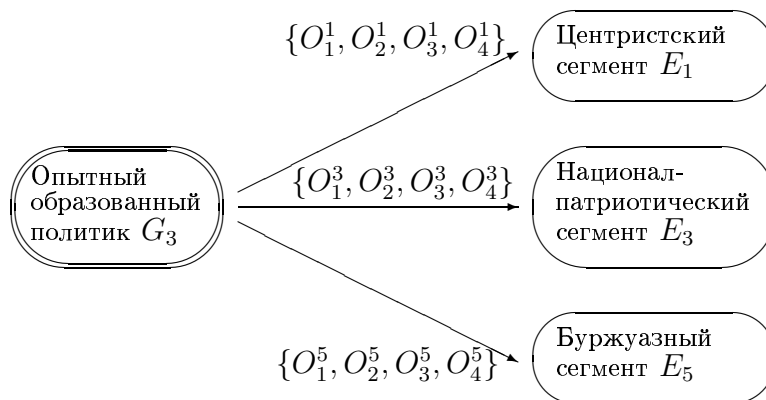 {O_1^1, O_2^1, O_3^1, O_4^1}
Центристский
сегмент E_1
Опытный
образованный
политик G_3
{O_1^3, O_2^3, O_3^3, O_4^3}
Национал-
патриотический
сегмент E_3
{O_1^5, O_2^5, O_3^5, O_4^5}
Буржуазный
сегмент E_5